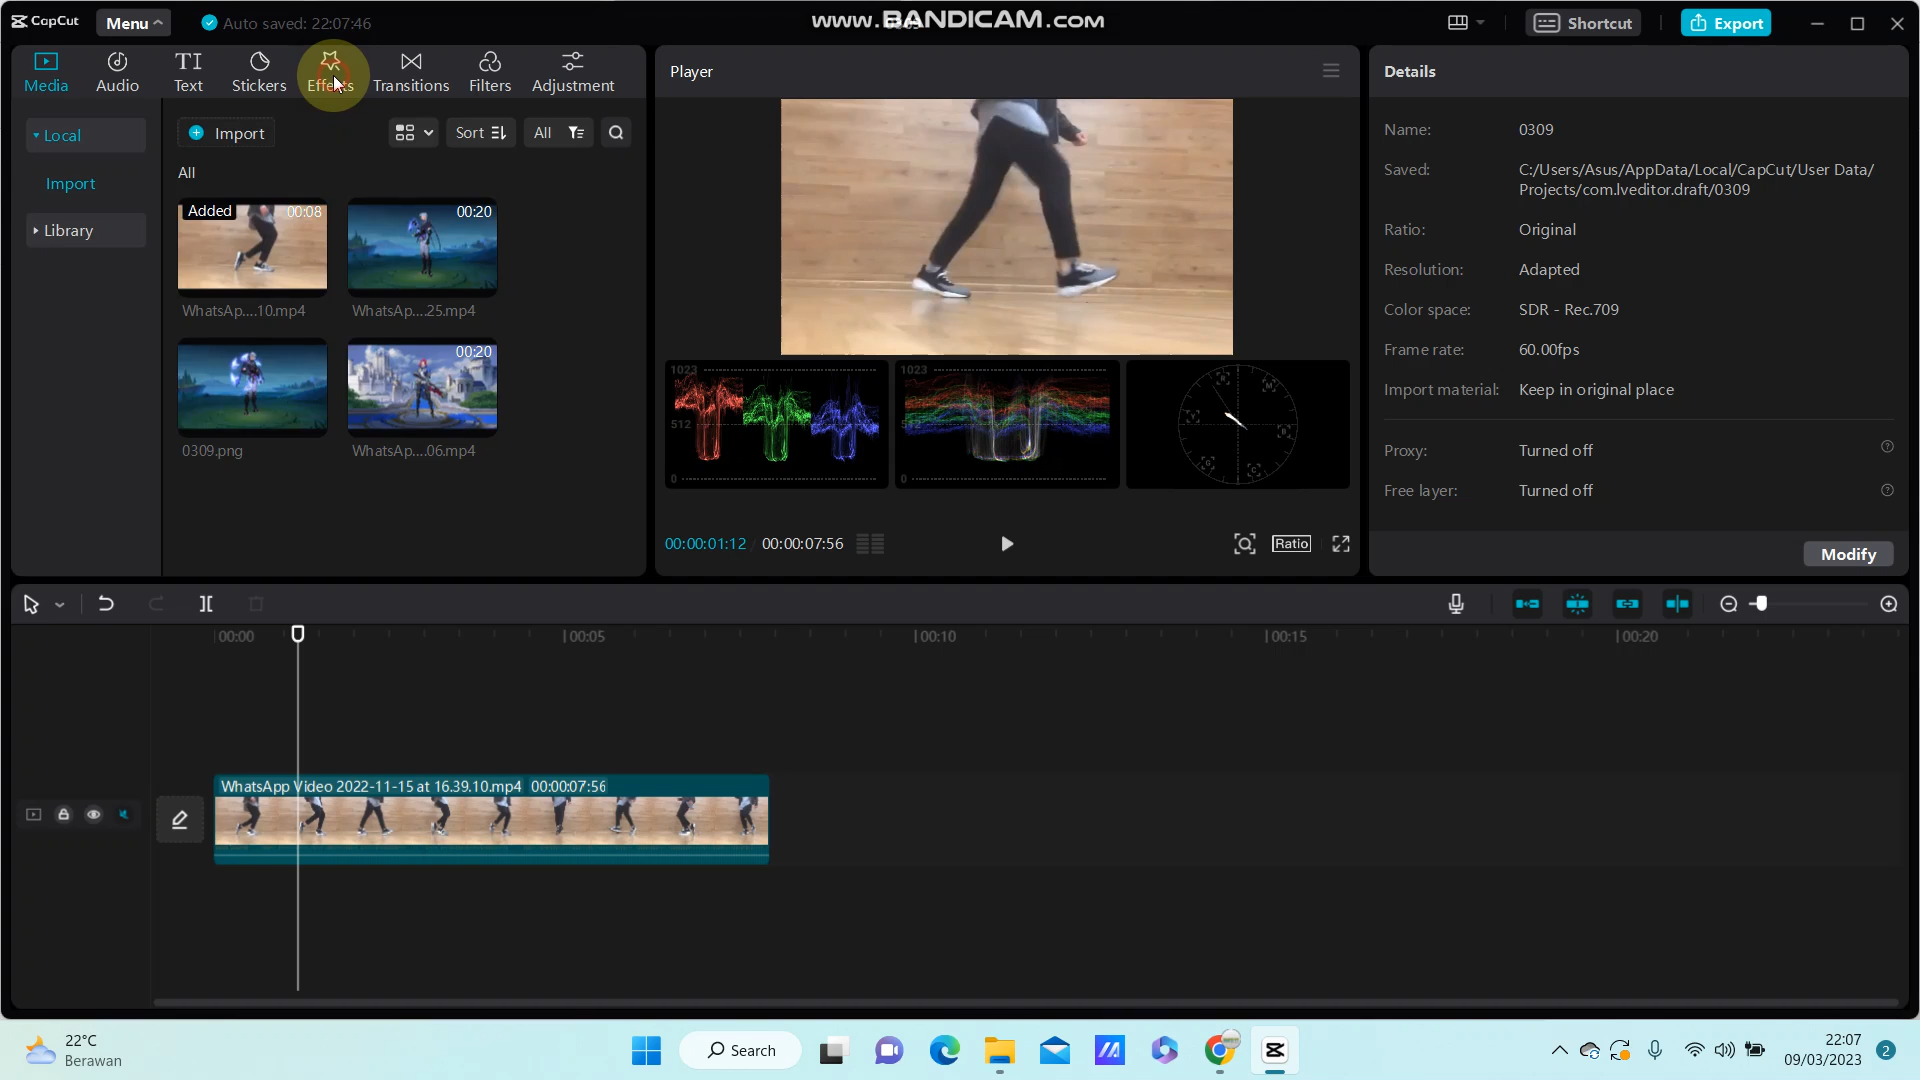 CapCut
Menu
Auto saved: 22:07:46
www.BANDICAM.com
Shortcut
Export
Media
Audio
Text
Stickers
Effects
Transitions
Filters
Adjustment
Local
Import
Library
Import
Sort
All
All
Added
00:08
WhatsAp....10.mp4
00:20
WhatsAp....25.mp4
0309.png
00:20
WhatsAp....06.mp4
Player
1023
512
0
1023
512
0
00:00:01:12
00:00:07:56
Ratio
Details
Name: 0309
Saved: C:/Users/Asus/AppData/Local/CapCut/User Data/
Projects/com.lveditor.draft/0309
Ratio: Original
Resolution: Adapted
Color space: SDR - Rec.709
Frame rate: 60.00fps
Import material: Keep in original place
Proxy: Turned off
Free layer: Turned off
Modify
00:00
00:05
00:10
00:15
00:20
WhatsApp Video 2022-11-15 at 16.39.10.mp4 00:00:07:56
22°C
Berawan
Search
22:07
09/03/2023
2